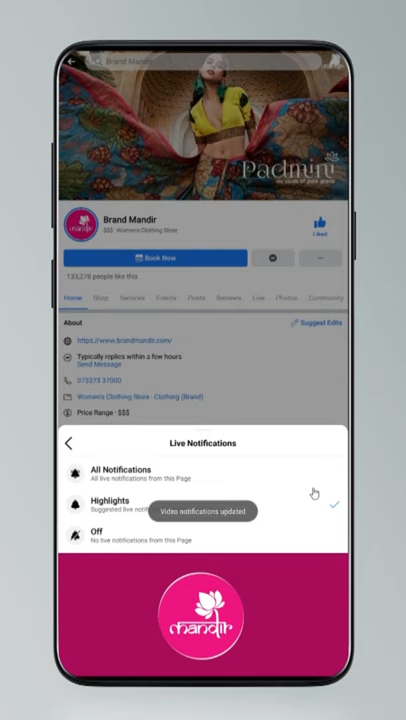 Brand Mandir
Padmini
Brand Mandir
$$$ Women's Clothing Store
Liked
Book Now
133,278 people like this
Home Shop Services Events Posts Reviews Live Photos Community
About
Suggest Edits
https://www.brandmandir.com/
Typically replies within a few hours
Send Message
073373 37000
Women's Clothing Store · Clothing (Brand)
Price Range · $$$
Live Notifications
All Notifications
All live notifications from this Page
Highlights
Suggested live notif
Video notifications updated
Off
No live notifications from this Page
mandir